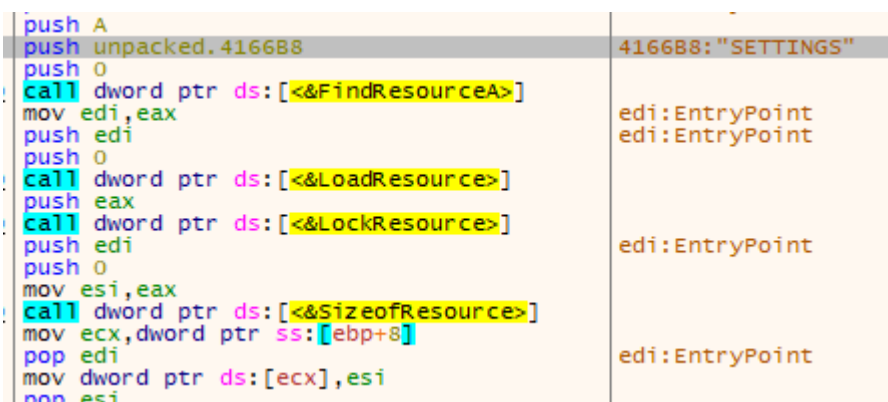 push A
push unpacked.4166B8 4166B8:"SETTINGS"
push 0
call dword ptr ds:[<&FindResourceA>]
mov edi,eax edi:EntryPoint
push edi edi:EntryPoint
push 0
call dword ptr ds:[<&LoadResource>]
push eax
call dword ptr ds:[<&LockResource>]
push edi edi:EntryPoint
push 0
mov esi,eax
call dword ptr ds:[<&SizeofResource>]
mov ecx,dword ptr ss:[ebp+8]
pop edi edi:EntryPoint
mov dword ptr ds:[ecx],esi
pop esi